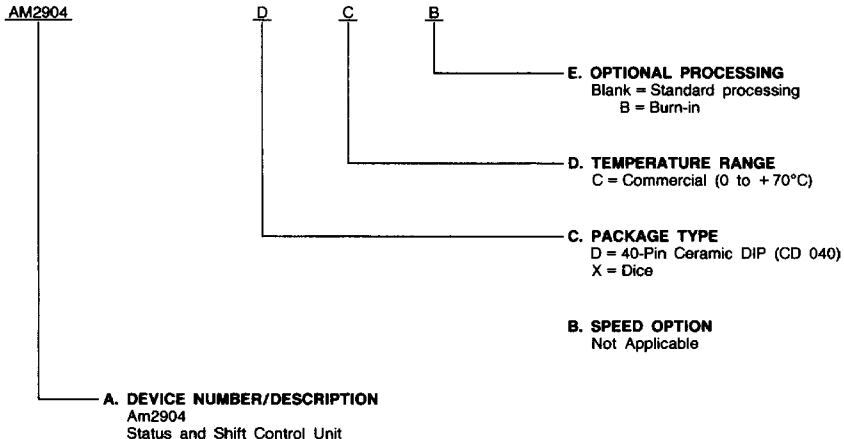 AM2904 D C B
E. OPTIONAL PROCESSING
Blank = Standard processing
B = Burn-in
D. TEMPERATURE RANGE
C = Commercial (0 to +70°C)
C. PACKAGE TYPE
D = 40-Pin Ceramic DIP (CD 040)
X = Dice
B. SPEED OPTION
Not Applicable
A. DEVICE NUMBER/DESCRIPTION
Am2904
Status and Shift Control Unit